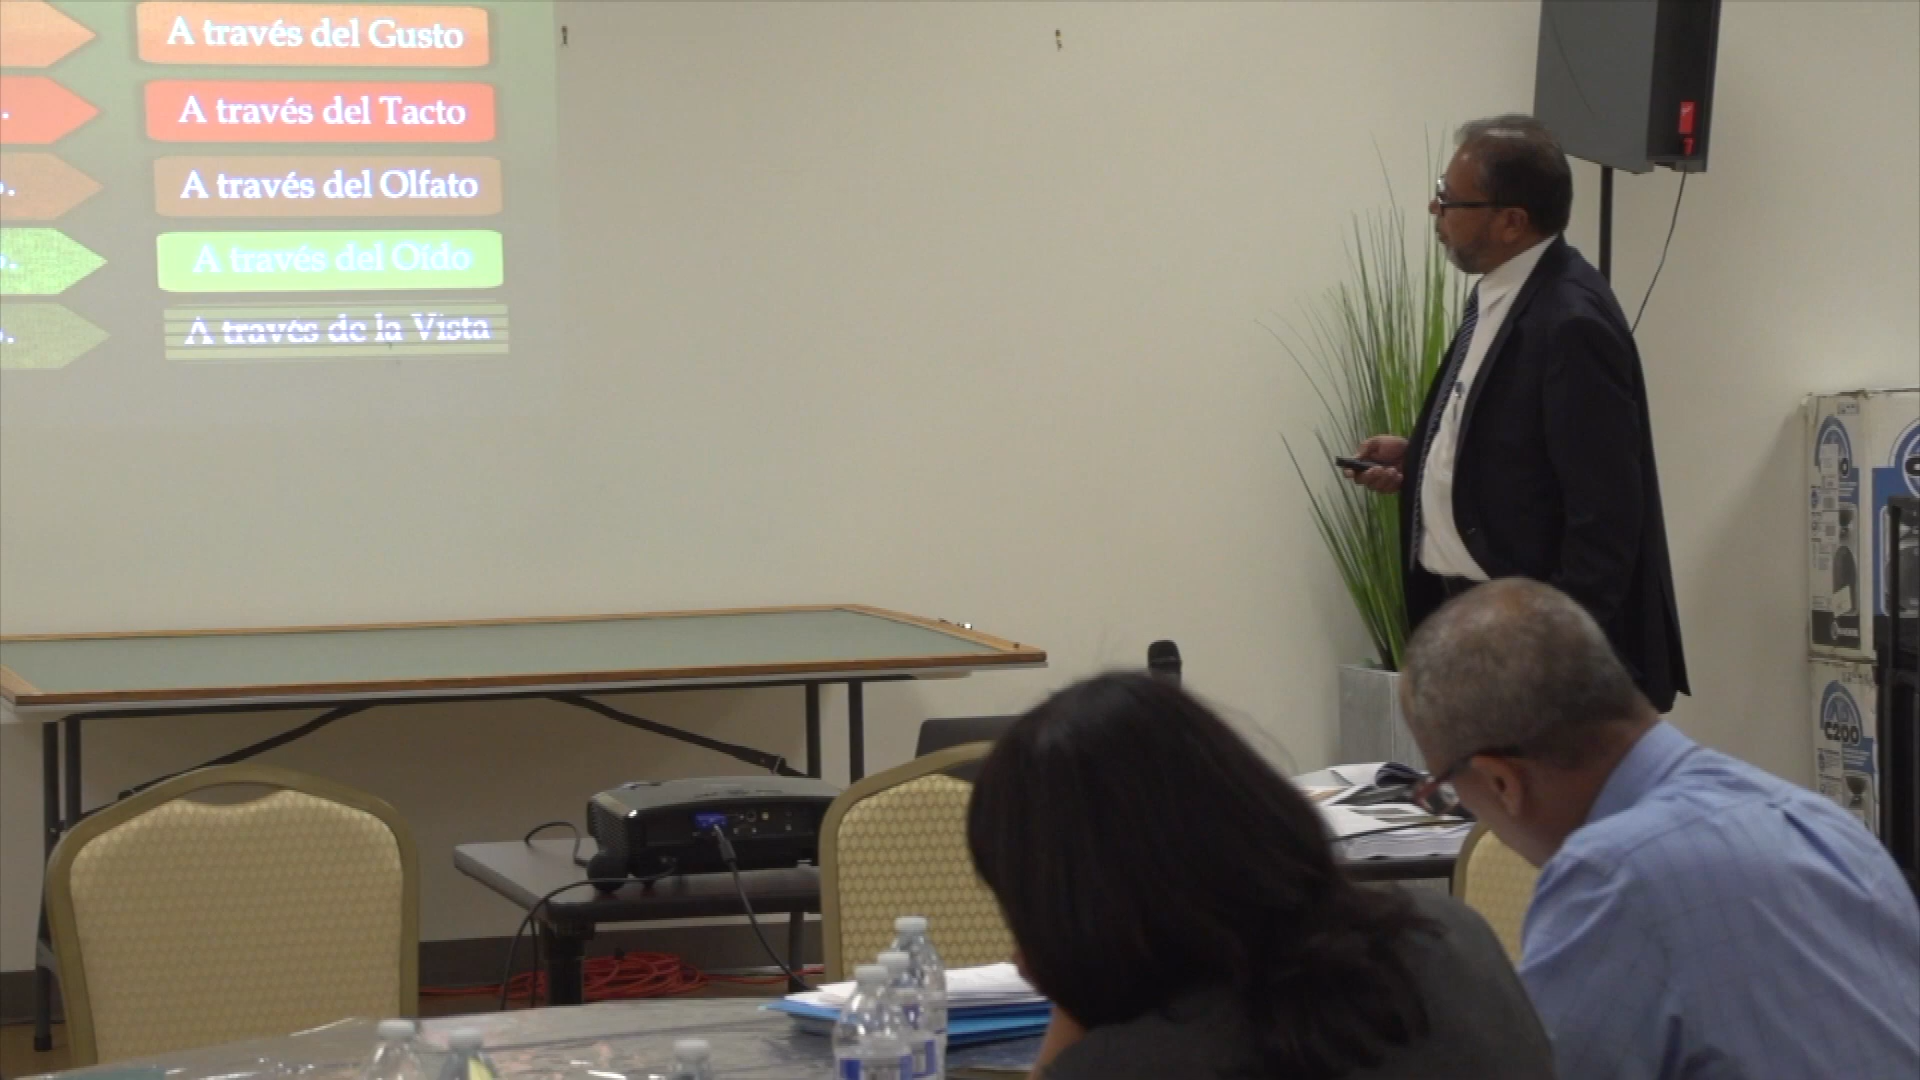 A través del Gusto
A través del Tacto
A través del Olfato
A través del Oído
A través de la Vista
C200